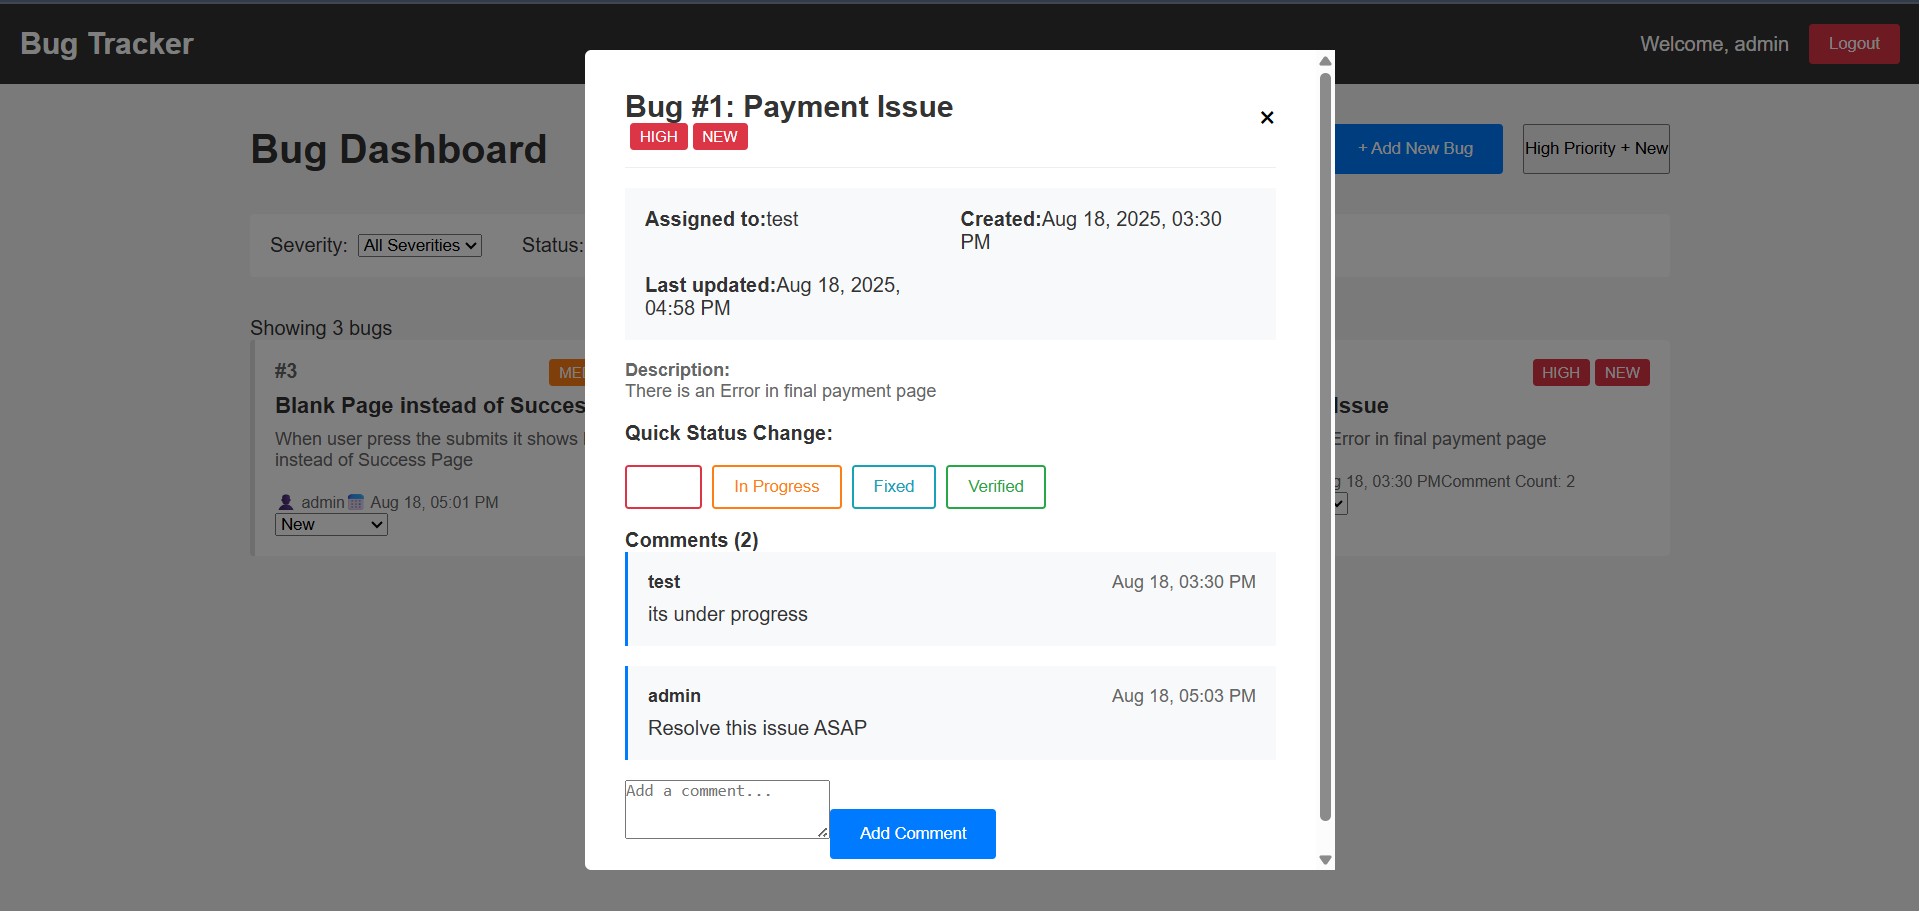 Bug Tracker
Welcome, admin
Logout
Bug Dashboard
+ Add New Bug
High Priority + New
Severity:
All Severities
Status:
Showing 3 bugs
#3
Blank Page instead of
When user press the submits it shows
instead of Success Page
admin
Aug 18, 05:01 PM
New
Bug #1: Payment Issue
HIGH
NEW
×
Assigned to:test
Created:Aug 18, 2025, 03:30
PM
Last updated:Aug 18, 2025,
04:58 PM
Description:
There is an Error in final payment page
Quick Status Change:
In Progress
Fixed
Verified
Comments (2)
test
Aug 18, 03:30 PM
its under progress
admin
Aug 18, 05:03 PM
Resolve this issue ASAP
Add a comment...
Add Comment
HIGH
NEW
Issue
Error in final payment page
18, 03:30 PMComment Count: 2